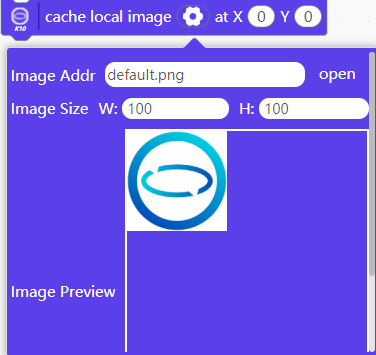 cache local image at X 0 Y 0
K10
Image Addr default.png open
Image Size W: 100 H: 100
Image Preview